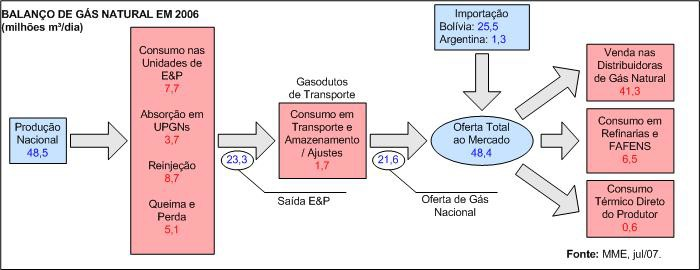 BALANÇO DE GÁS NATURAL EM 2006
(milhões m³/dia)
Produção
Nacional
48,5
Consumo nas
Unidades de
E&P
7,7
Absorção em
UPGNs
3,7
Reinjeção
8,7
Queima e
Perda
5,1
23,3
Saída E&P
Gasodutos
de Transporte
Consumo em
Transporte e
Amazenamento
/ Ajustes
1,7
21,6
Oferta de Gás
Nacional
Importação
Bolívia: 25,5
Argentina: 1,3
Oferta Total
ao Mercado
48,4
Venda nas
Distribuidoras
de Gás Natural
41,3
Consumo em
Refinarias e
FAFENS
6,5
Consumo
Térmico Direto
do Produtor
0,6
Fonte: MME, jul/07.